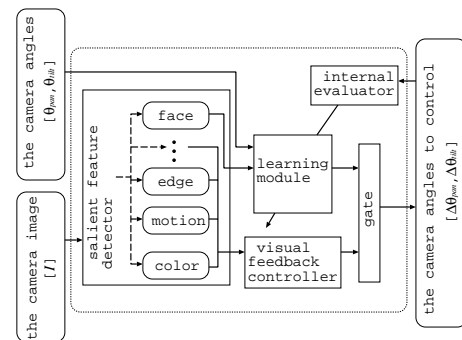 the camera angles
[θpan, θtilt]
the camera image
[I]
salient feature
detector
face
edge
motion
color
learning
module
visual
feedback
controller
internal
evaluator
gate
the camera angles to control
[Δθpan, Δθtilt]